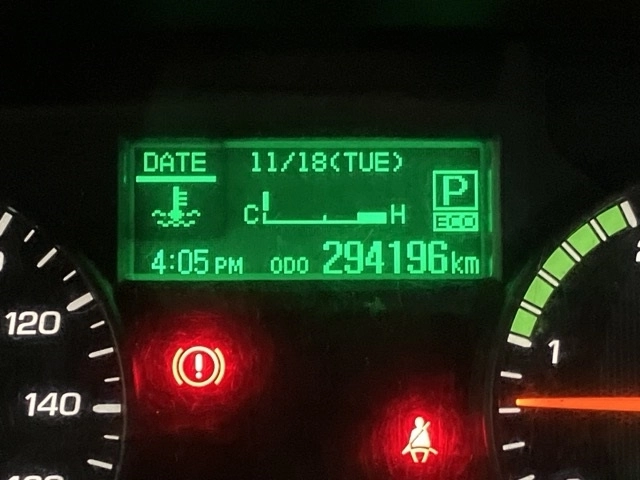 DATE 11/18(TUE)
P
C H
ECO
4:05 PM ODO 294196km
120
140
1